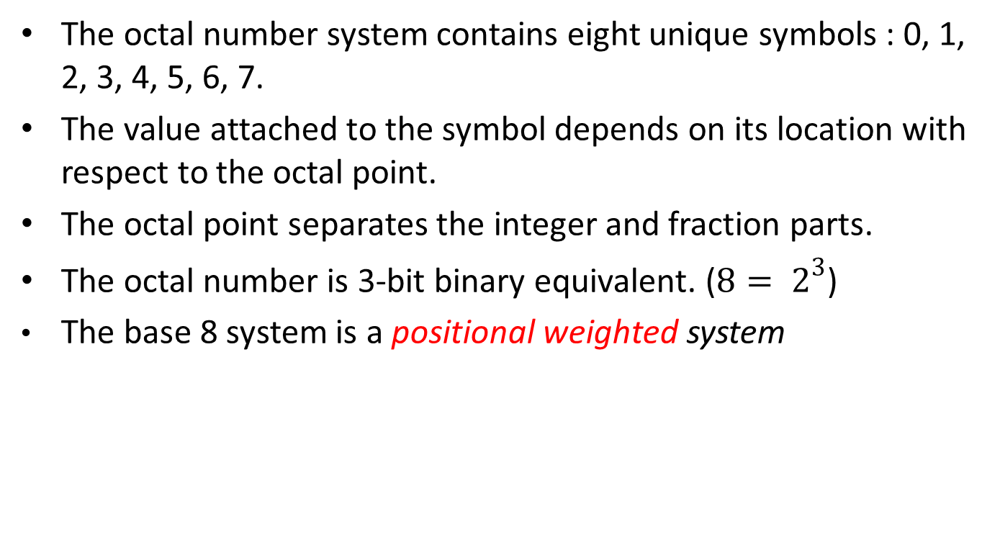 • The octal number system contains eight unique symbols : 0, 1,
2, 3, 4, 5, 6, 7.
• The value attached to the symbol depends on its location with
respect to the octal point.
• The octal point separates the integer and fraction parts.
• The octal number is 3-bit binary equivalent. (8 = 2³)
• The base 8 system is a positional weighted system